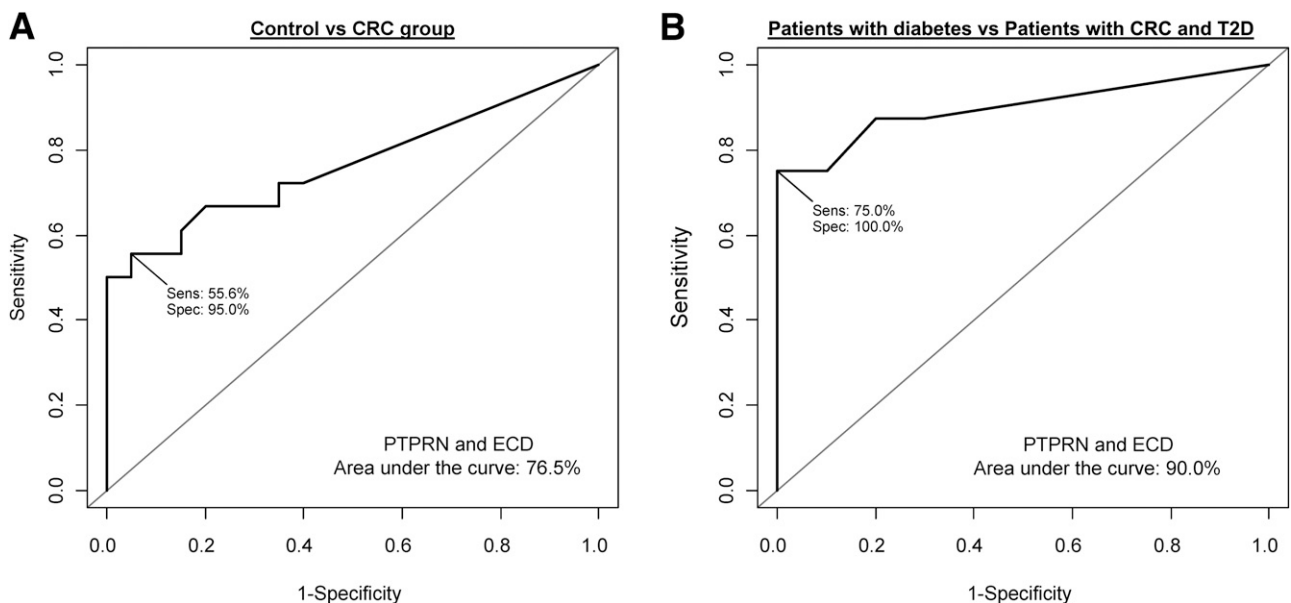 A
Control vs CRC group
Sensitivity
1.0
0.8
0.6
0.4
0.2
0.0
Sens: 55.6%
Spec: 95.0%
PTPRN and ECD
Area under the curve: 76.5%
0.0 0.2 0.4 0.6 0.8 1.0
1-Specificity
B
Patients with diabetes vs Patients with CRC and T2D
Sensitivity
1.0
0.8
0.6
0.4
0.2
0.0
Sens: 75.0%
Spec: 100.0%
PTPRN and ECD
Area under the curve: 90.0%
0.0 0.2 0.4 0.6 0.8 1.0
1-Specificity